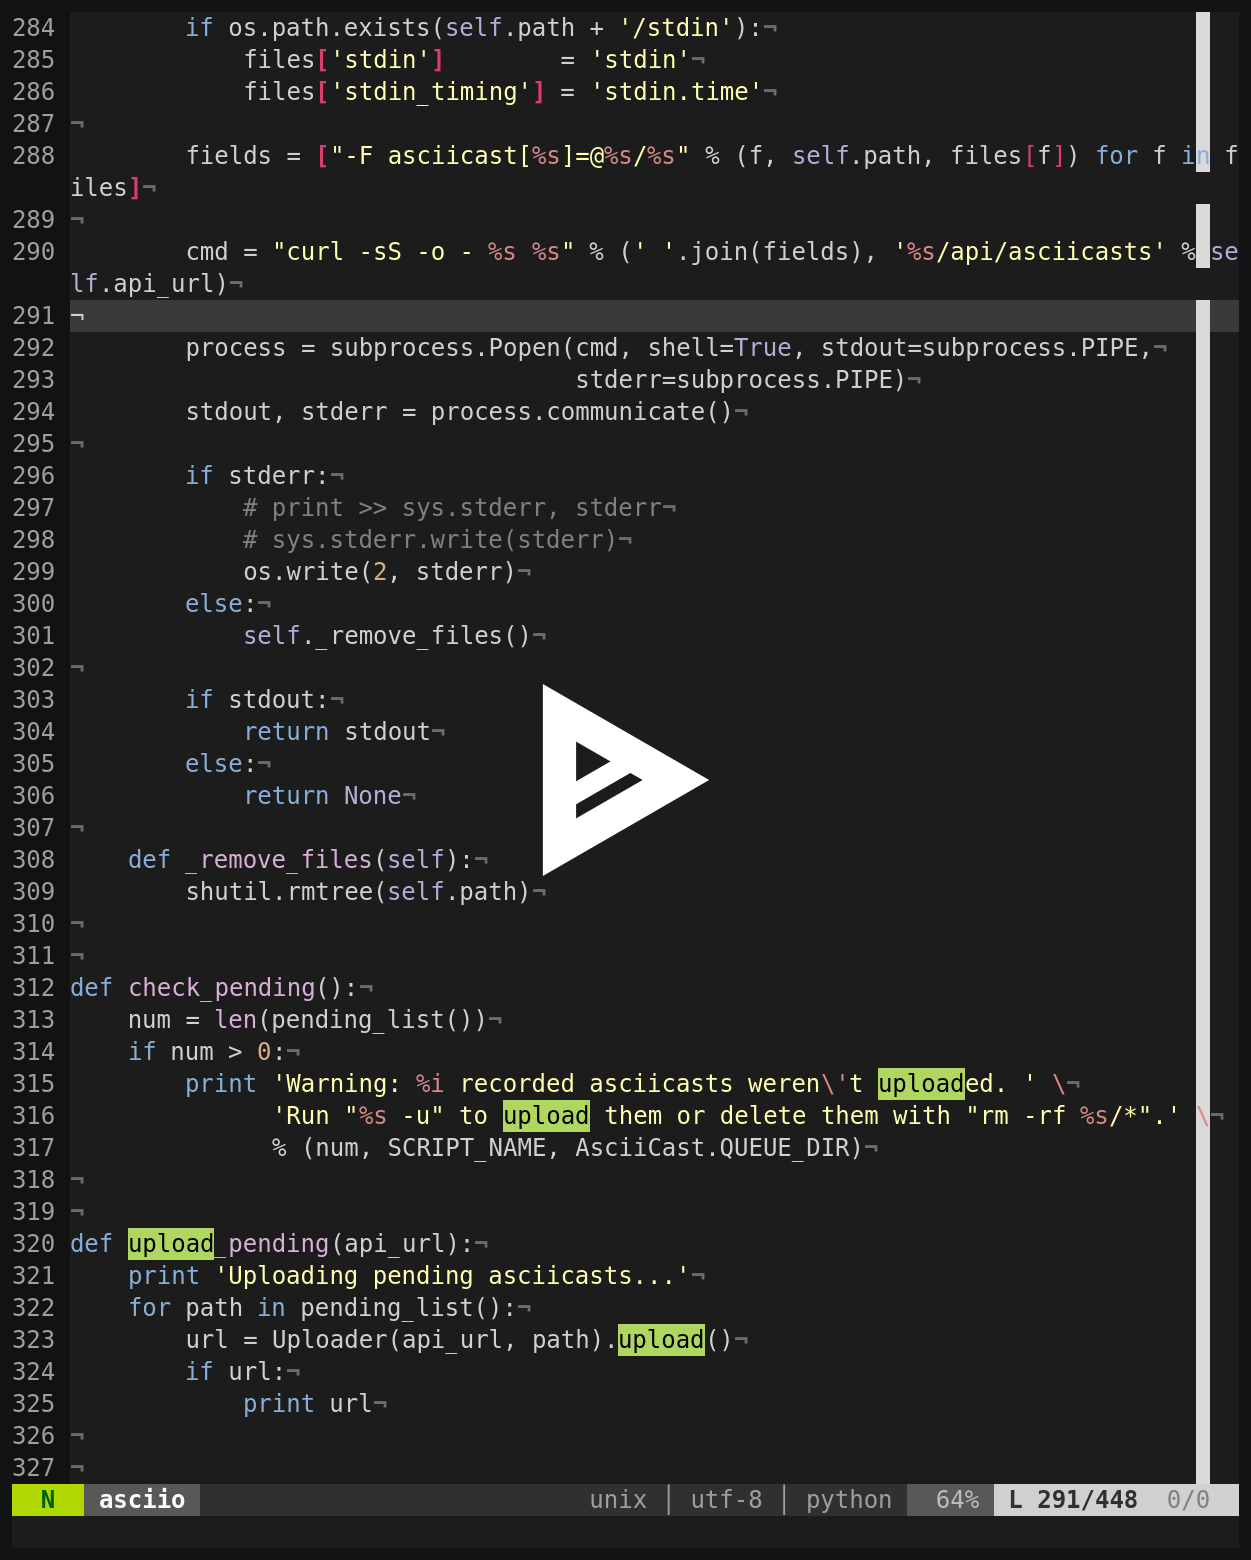 284         if os.path.exists(self.path + '/stdin'):¬
285             files['stdin']        = 'stdin'¬
286             files['stdin_timing'] = 'stdin.time'¬
287 ¬
288         fields = ["-F asciicast[%s]=@%s/%s" % (f, self.path, files[f]) for f in f
iles]¬
289 ¬
290         cmd = "curl -sS -o - %s %s" % (' '.join(fields), '%s/api/asciicasts' % se
lf.api_url)¬
291 ¬
292         process = subprocess.Popen(cmd, shell=True, stdout=subprocess.PIPE,¬
293                                    stderr=subprocess.PIPE)¬
294         stdout, stderr = process.communicate()¬
295 ¬
296         if stderr:¬
297             # print >> sys.stderr, stderr¬
298             # sys.stderr.write(stderr)¬
299             os.write(2, stderr)¬
300         else:¬
301             self._remove_files()¬
302 ¬
303         if stdout:¬
304             return stdout¬
305         else:¬
306             return None¬
307 ¬
308     def _remove_files(self):¬
309         shutil.rmtree(self.path)¬
310 ¬
311 ¬
312 def check_pending():¬
313     num = len(pending_list())¬
314     if num > 0:¬
315         print 'Warning: %i recorded asciicasts weren\'t uploaded. ' \¬
316               'Run "%s -u" to upload them or delete them with "rm -rf %s/*".' \¬
317               % (num, SCRIPT_NAME, AsciiCast.QUEUE_DIR)¬
318 ¬
319 ¬
320 def upload_pending(api_url):¬
321     print 'Uploading pending asciicasts...'¬
322     for path in pending_list():¬
323         url = Uploader(api_url, path).upload()¬
324         if url:¬
325             print url¬
326 ¬
327 ¬
N   asciio   unix │ utf-8 │ python   64%   L 291/448   0/0